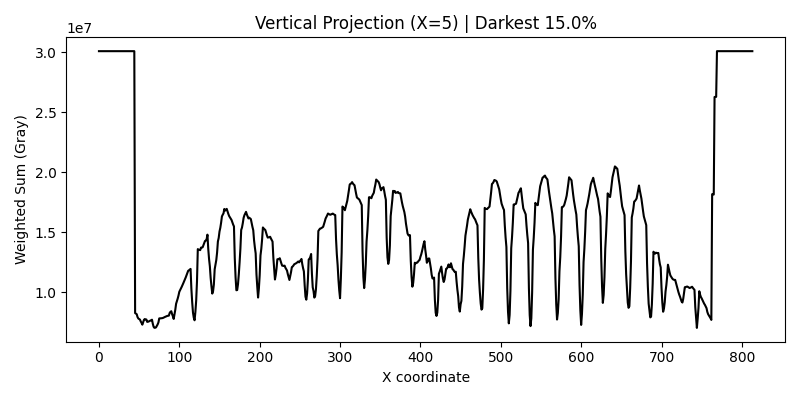 Vertical Projection (X=5) | Darkest 15.0%
1e7
3.0
2.5
2.0
1.5
1.0
Weighted Sum (Gray)
0 100 200 300 400 500 600 700 800
X coordinate